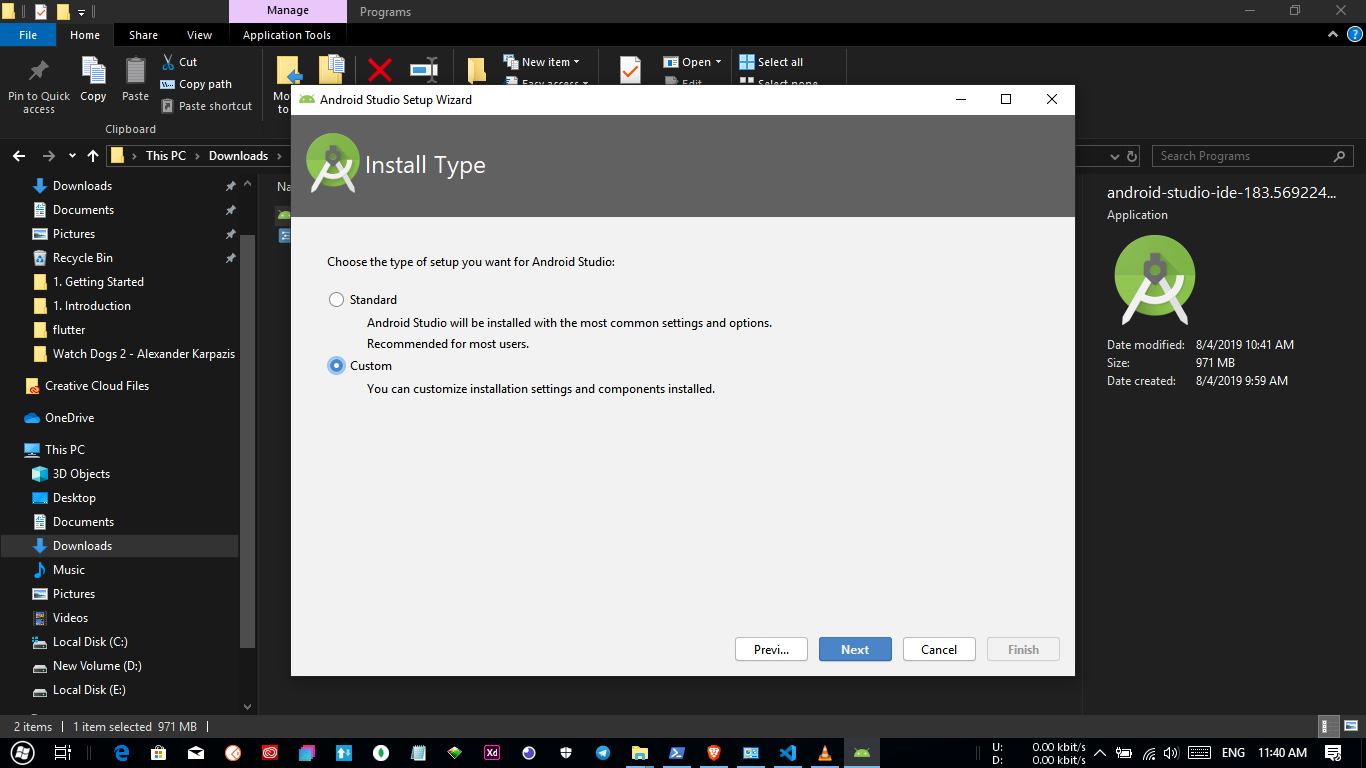 Manage
Programs
File
Home
Share
View
Application Tools
Pin to Quick access
Copy
Paste
Cut
Copy path
Paste shortcut
Clipboard
New item
Open
Select all
Select none
Edit
Easy access
This PC
Downloads
Search Programs
Android Studio Setup Wizard
Install Type
Choose the type of setup you want for Android Studio:
Standard
Android Studio will be installed with the most common settings and options.
Recommended for most users.
Custom
You can customize installation settings and components installed.
Previ...
Next
Cancel
Finish
Downloads
Documents
Pictures
Recycle Bin
1. Getting Started
1. Introduction
flutter
Watch Dogs 2 - Alexander Karpazis
Creative Cloud Files
OneDrive
This PC
3D Objects
Desktop
Documents
Downloads
Music
Pictures
Videos
Local Disk (C:)
New Volume (D:)
Local Disk (E:)
android-studio-ide-183.569224...
Application
Date modified: 8/4/2019 10:41 AM
Size: 971 MB
Date created: 8/4/2019 9:59 AM
2 items
1 item selected 971 MB
Xd
U: 0.00 kbit/s
D: 0.00 kbit/s
ENG
11:40 AM